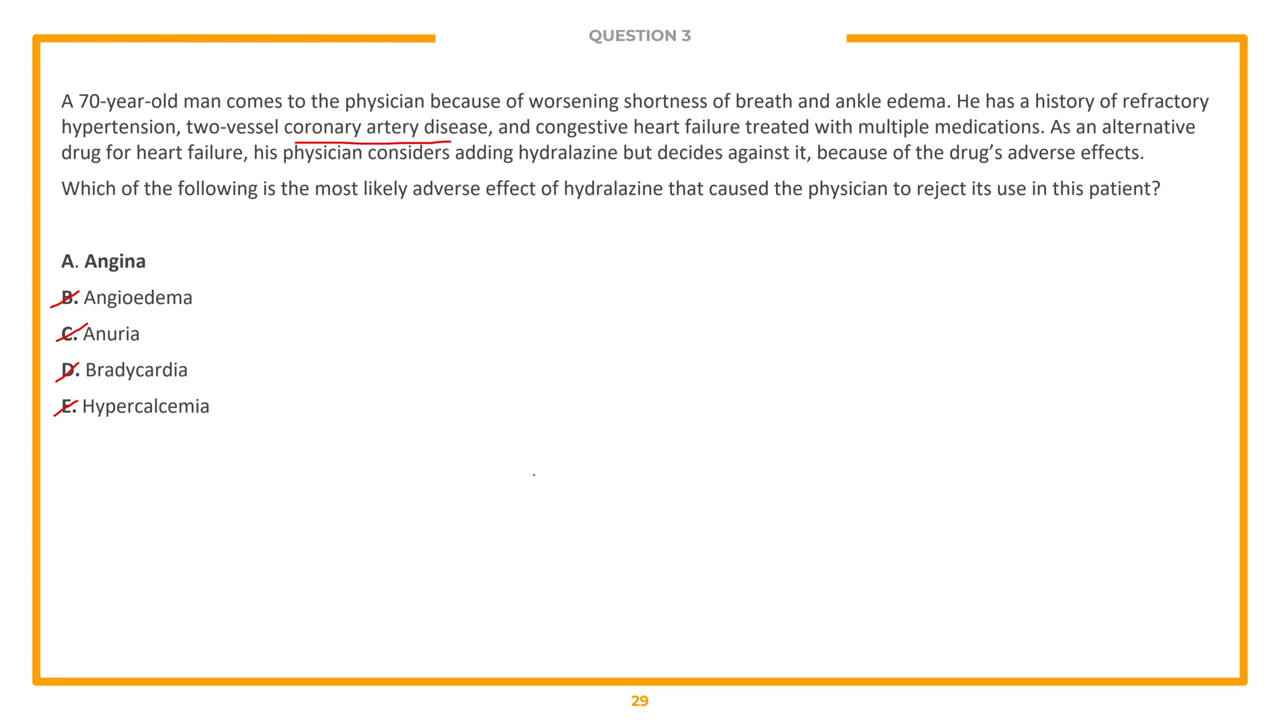 QUESTION 3
A 70-year-old man comes to the physician because of worsening shortness of breath and ankle edema. He has a history of refractory
hypertension, two-vessel coronary artery disease, and congestive heart failure treated with multiple medications. As an alternative
drug for heart failure, his physician considers adding hydralazine but decides against it, because of the drug’s adverse effects.
Which of the following is the most likely adverse effect of hydralazine that caused the physician to reject its use in this patient?
A. Angina
B. Angioedema
C. Anuria
D. Bradycardia
E. Hypercalcemia
29